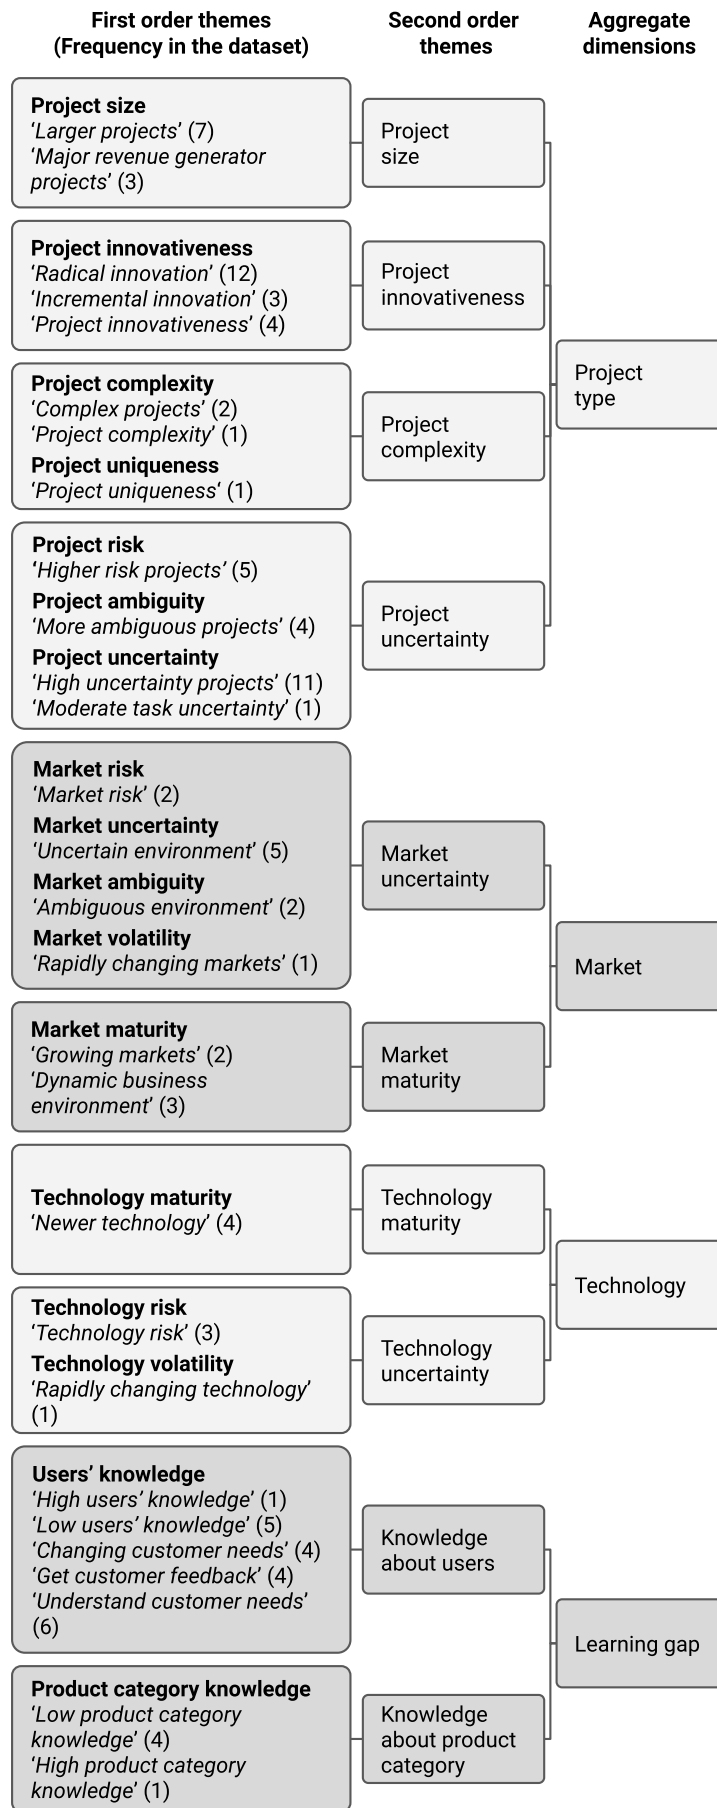 First order themes
(Frequency in the dataset)
Second order
themes
Aggregate
dimensions
Project size
‘Larger projects’ (7)
‘Major revenue generator
projects’ (3)
Project
size
Project innovativeness
‘Radical innovation’ (12)
‘Incremental innovation’ (3)
‘Project innovativeness’ (4)
Project
innovativeness
Project
type
Project complexity
‘Complex projects’ (2)
‘Project complexity’ (1)
Project uniqueness
‘Project uniqueness‘ (1)
Project
complexity
Project risk
‘Higher risk projects’ (5)
Project ambiguity
‘More ambiguous projects’ (4)
Project uncertainty
‘High uncertainty projects’ (11)
‘Moderate task uncertainty’ (1)
Project
uncertainty
Market risk
‘Market risk’ (2)
Market uncertainty
‘Uncertain environment’ (5)
Market ambiguity
‘Ambiguous environment’ (2)
Market volatility
‘Rapidly changing markets’ (1)
Market
uncertainty
Market
Market maturity
‘Growing markets’ (2)
‘Dynamic business
environment’ (3)
Market
maturity
Technology maturity
‘Newer technology’ (4)
Technology
maturity
Technology
Technology risk
‘Technology risk’ (3)
Technology volatility
‘Rapidly changing technology’
(1)
Technology
uncertainty
Users’ knowledge
‘High users’ knowledge’ (1)
‘Low users’ knowledge’ (5)
‘Changing customer needs’ (4)
‘Get customer feedback’ (4)
‘Understand customer needs’
(6)
Knowledge
about users
Learning gap
Product category knowledge
‘Low product category
knowledge’ (4)
‘High product category
knowledge’ (1)
Knowledge
about product
category